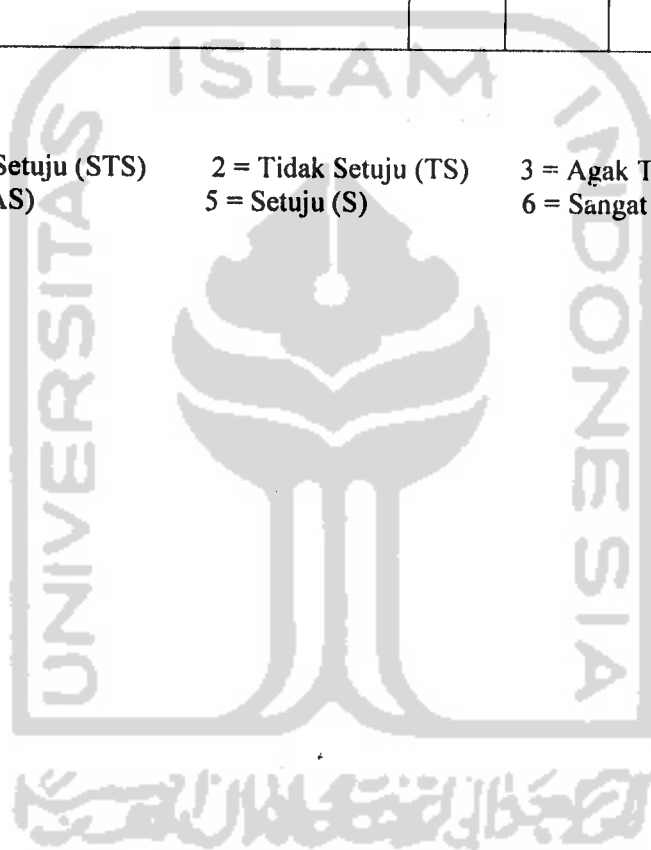 ISLAM
UNIVERSITAS
INDONESIA
Setuju (STS) 2 = Tidak Setuju (TS) 3 = Agak T
AS) 5 = Setuju (S) 6 = Sangat